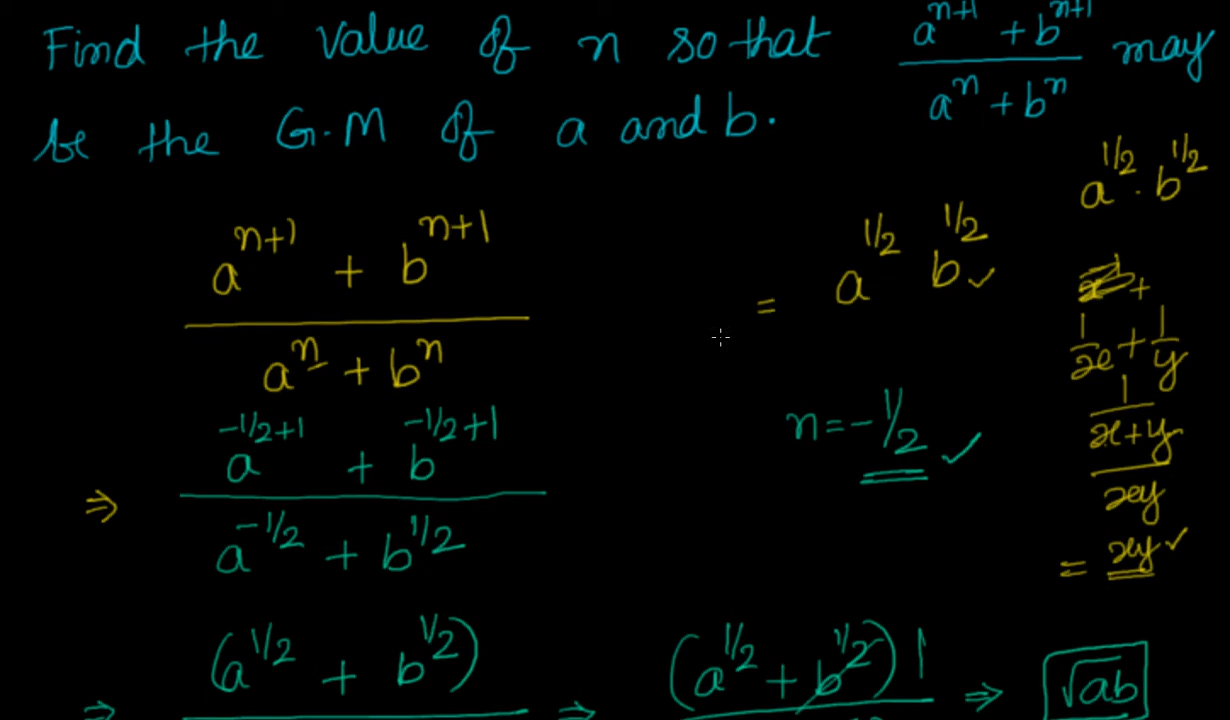 Find the value of n so that (a^(n+1) + b^(n+1))/(a^n + b^n) may
be the G.M of a and b.
a^(1/2) . b^(1/2)
(a^(n+1) + b^(n+1))/(a^n + b^n) = a^(1/2) b^(1/2) ✓
+
1/x + 1/y
1/((x+y)/xy)
= xy ✓
n = -1/2 ✓
⇒ (a^(-1/2+1) + b^(-1/2+1))/(a^(-1/2) + b^(1/2))
⇒ (a^(1/2) + b^(1/2)) ⇒ (a^(1/2) + b^(1/2)) ⇒ √ab